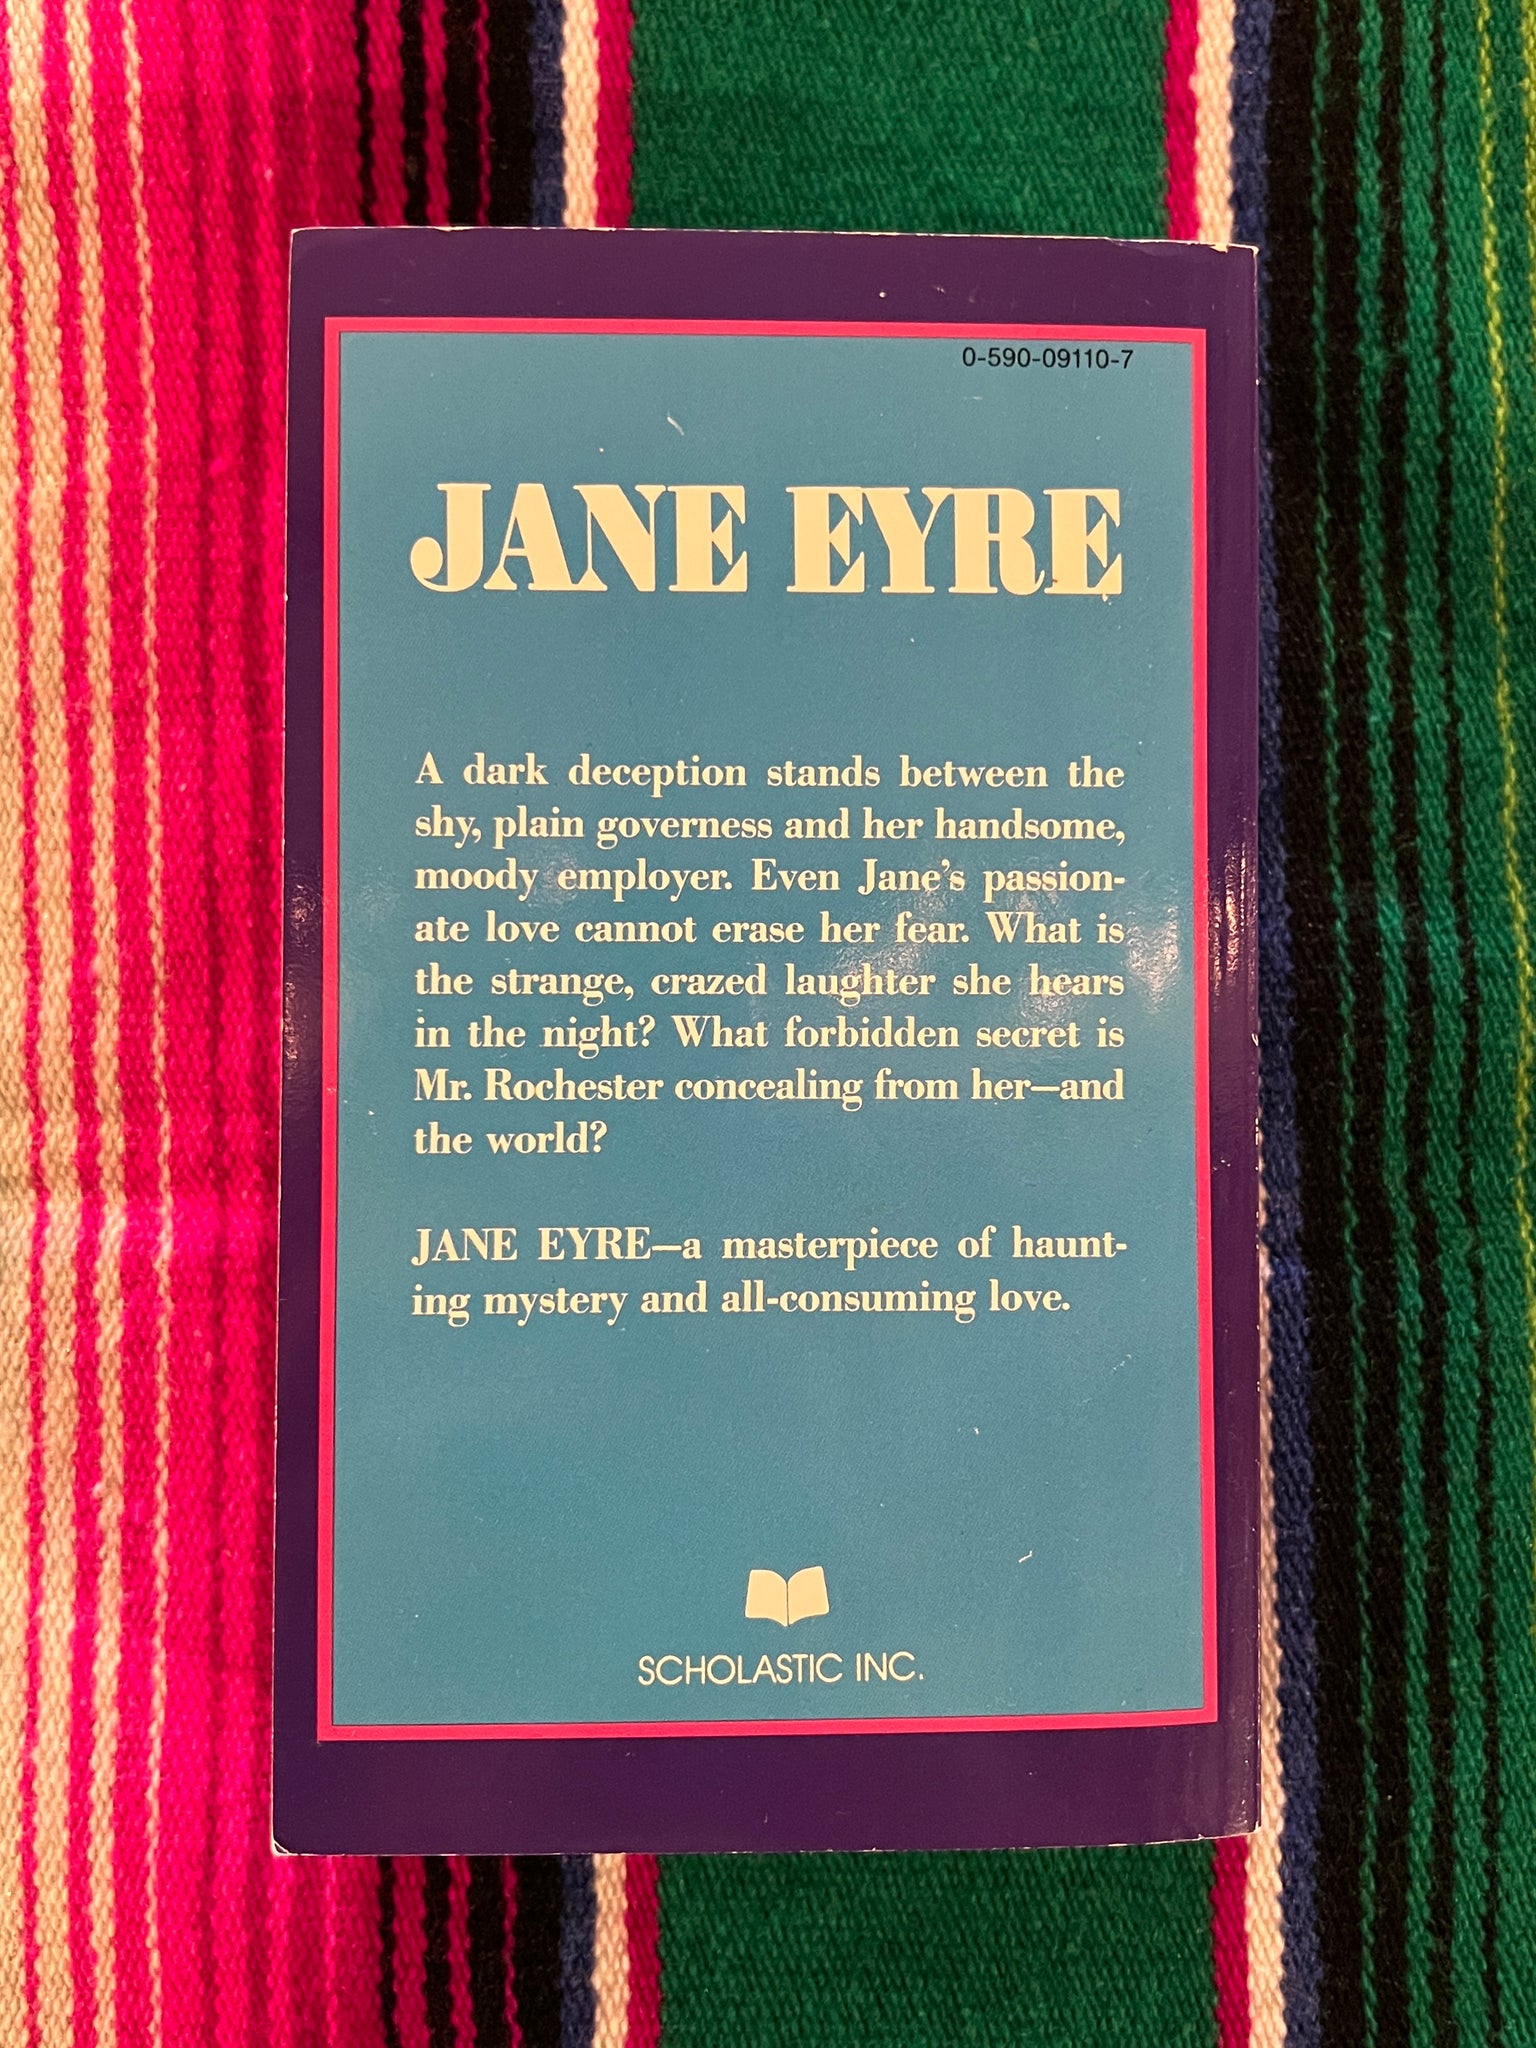 0-590-09110-7
JANE EYRE
A dark deception stands between the
shy, plain governess and her handsome,
moody employer. Even Jane's passion-
ate love cannot erase her fear. What is
the strange, crazed laughter she hears
in the night? What forbidden secret is
Mr. Rochester concealing from her—and
the world?
JANE EYRE—a masterpiece of haunt-
ing mystery and all-consuming love.
SCHOLASTIC INC.